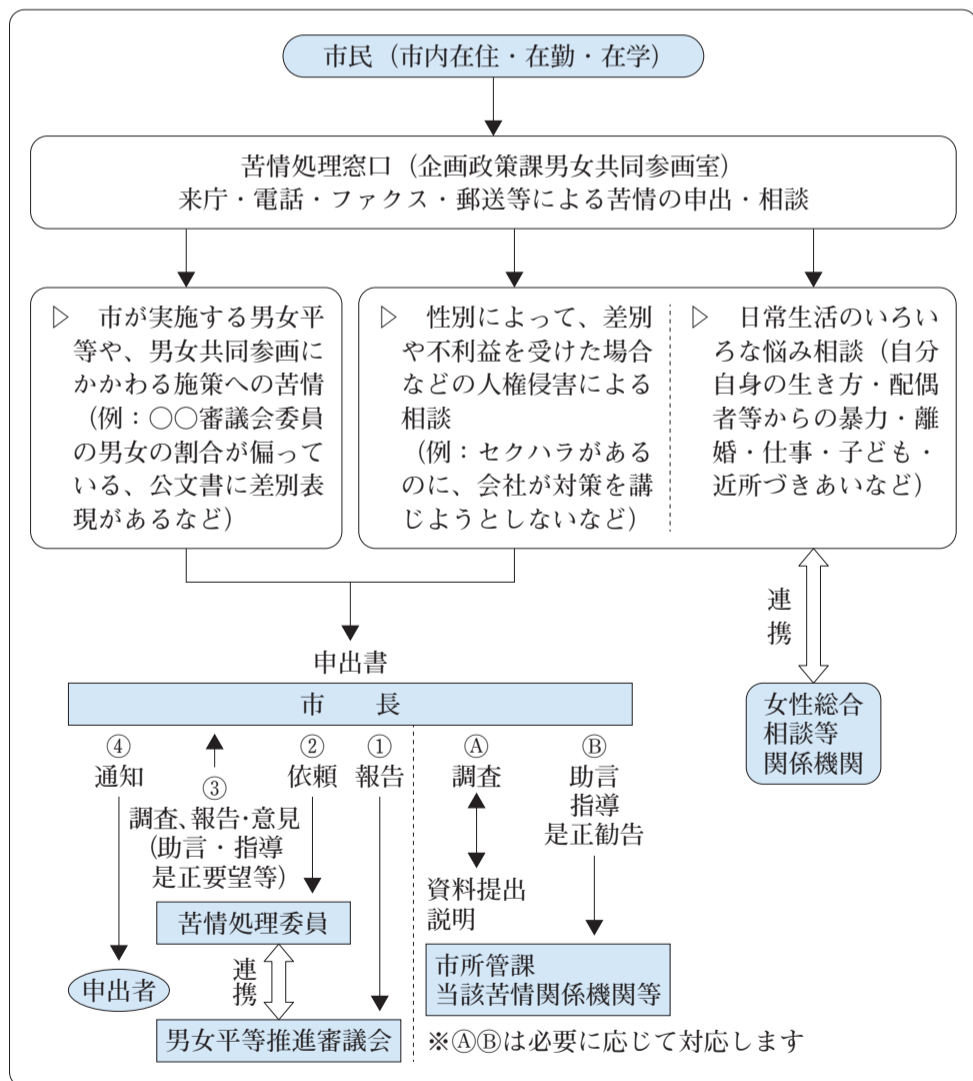 市民（市内在住・在勤・在学）
苦情処理窓口（企画政策課男女共同参画室）
来庁・電話・ファクス・郵送等による苦情の申出・相談
▷　市が実施する男女平
等や、男女共同参画に
かかわる施策への苦情
（例：〇〇審議会委員
の男女の割合が偏って
いる、公文書に差別表
現があるなど）
▷　性別によって、差別
や不利益を受けた場合
などの人権侵害による
相談
（例：セクハラがある
のに、会社が対策を講
じようとしないなど）
▷　日常生活のいろい
ろな悩み相談（自分
自身の生き方・配偶
者等からの暴力・離
婚・仕事・子ども・
近所づきあいなど）
連携
女性総合
相談等
関係機関
申出書
市　　長
④
通知
③
調査、報告・意見
（助言・指導
是正要望等）
②
依頼
①
報告
Ⓐ
調査
資料提出
説明
Ⓑ
助言
指導
是正勧告
苦情処理委員
連携
申出者
男女平等推進審議会
市所管課
当該苦情関係機関等
※ⒶⒷは必要に応じて対応します